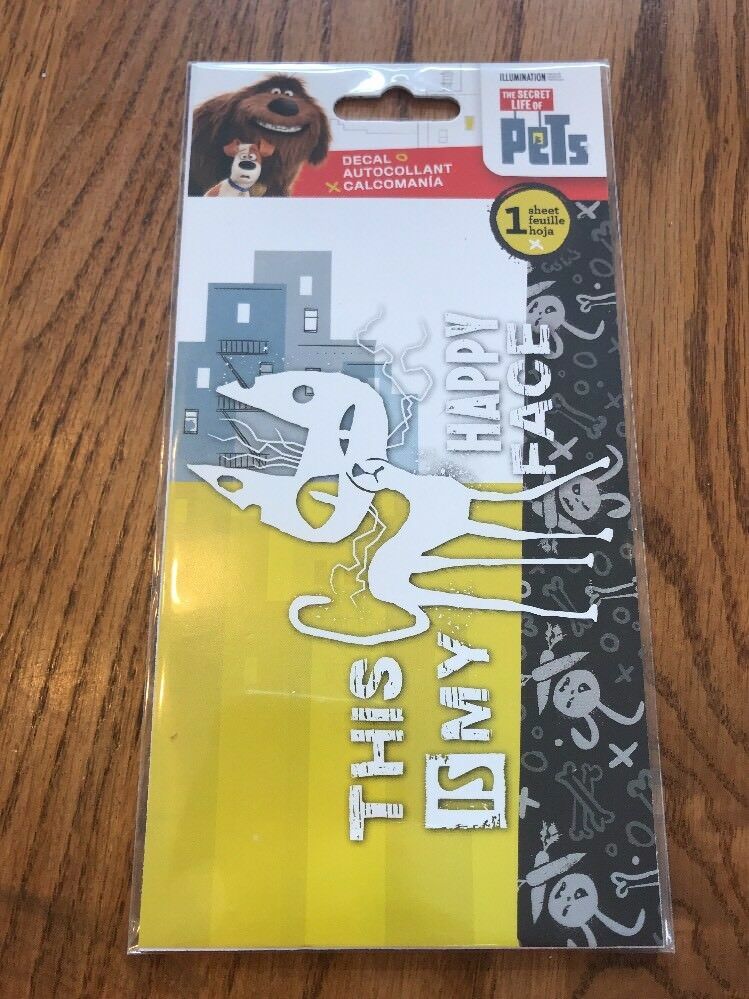 ILLUMINATION
THE SECRET
LIFE OF
PETS
DECAL
AUTOCOLLANT
CALCOMANÍA
1 sheet
feuille
hoja
THIS
IS MY
HAPPY
FACE